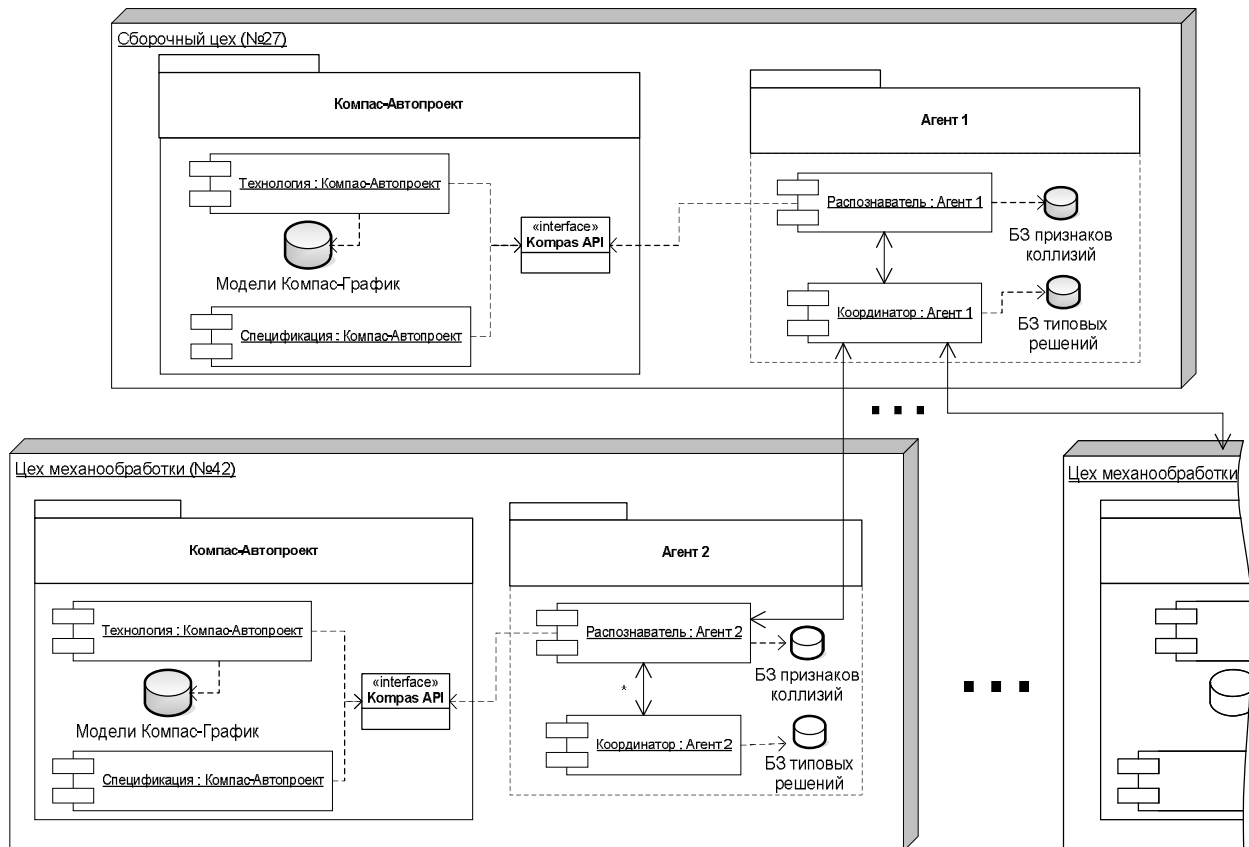 Сборочный цех (№27)
Компас-Автопроект
Агент 1
Технология : Компас-Автопроект
Модели Компас-График
Спецификация : Компас-Автопроект
«interface»
Kompas API
Распознаватель : Агент 1
БЗ признаков
коллизий
Координатор : Агент 1
БЗ типовых
решений
...
Цех механообработки (№42)
Компас-Автопроект
Агент 2
Технология : Компас-Автопроект
Модели Компас-График
Спецификация : Компас-Автопроект
«interface»
Kompas API
Распознаватель : Агент 2
БЗ признаков
коллизий
*
Координатор : Агент 2
БЗ типовых
решений
...
Цех механообработки